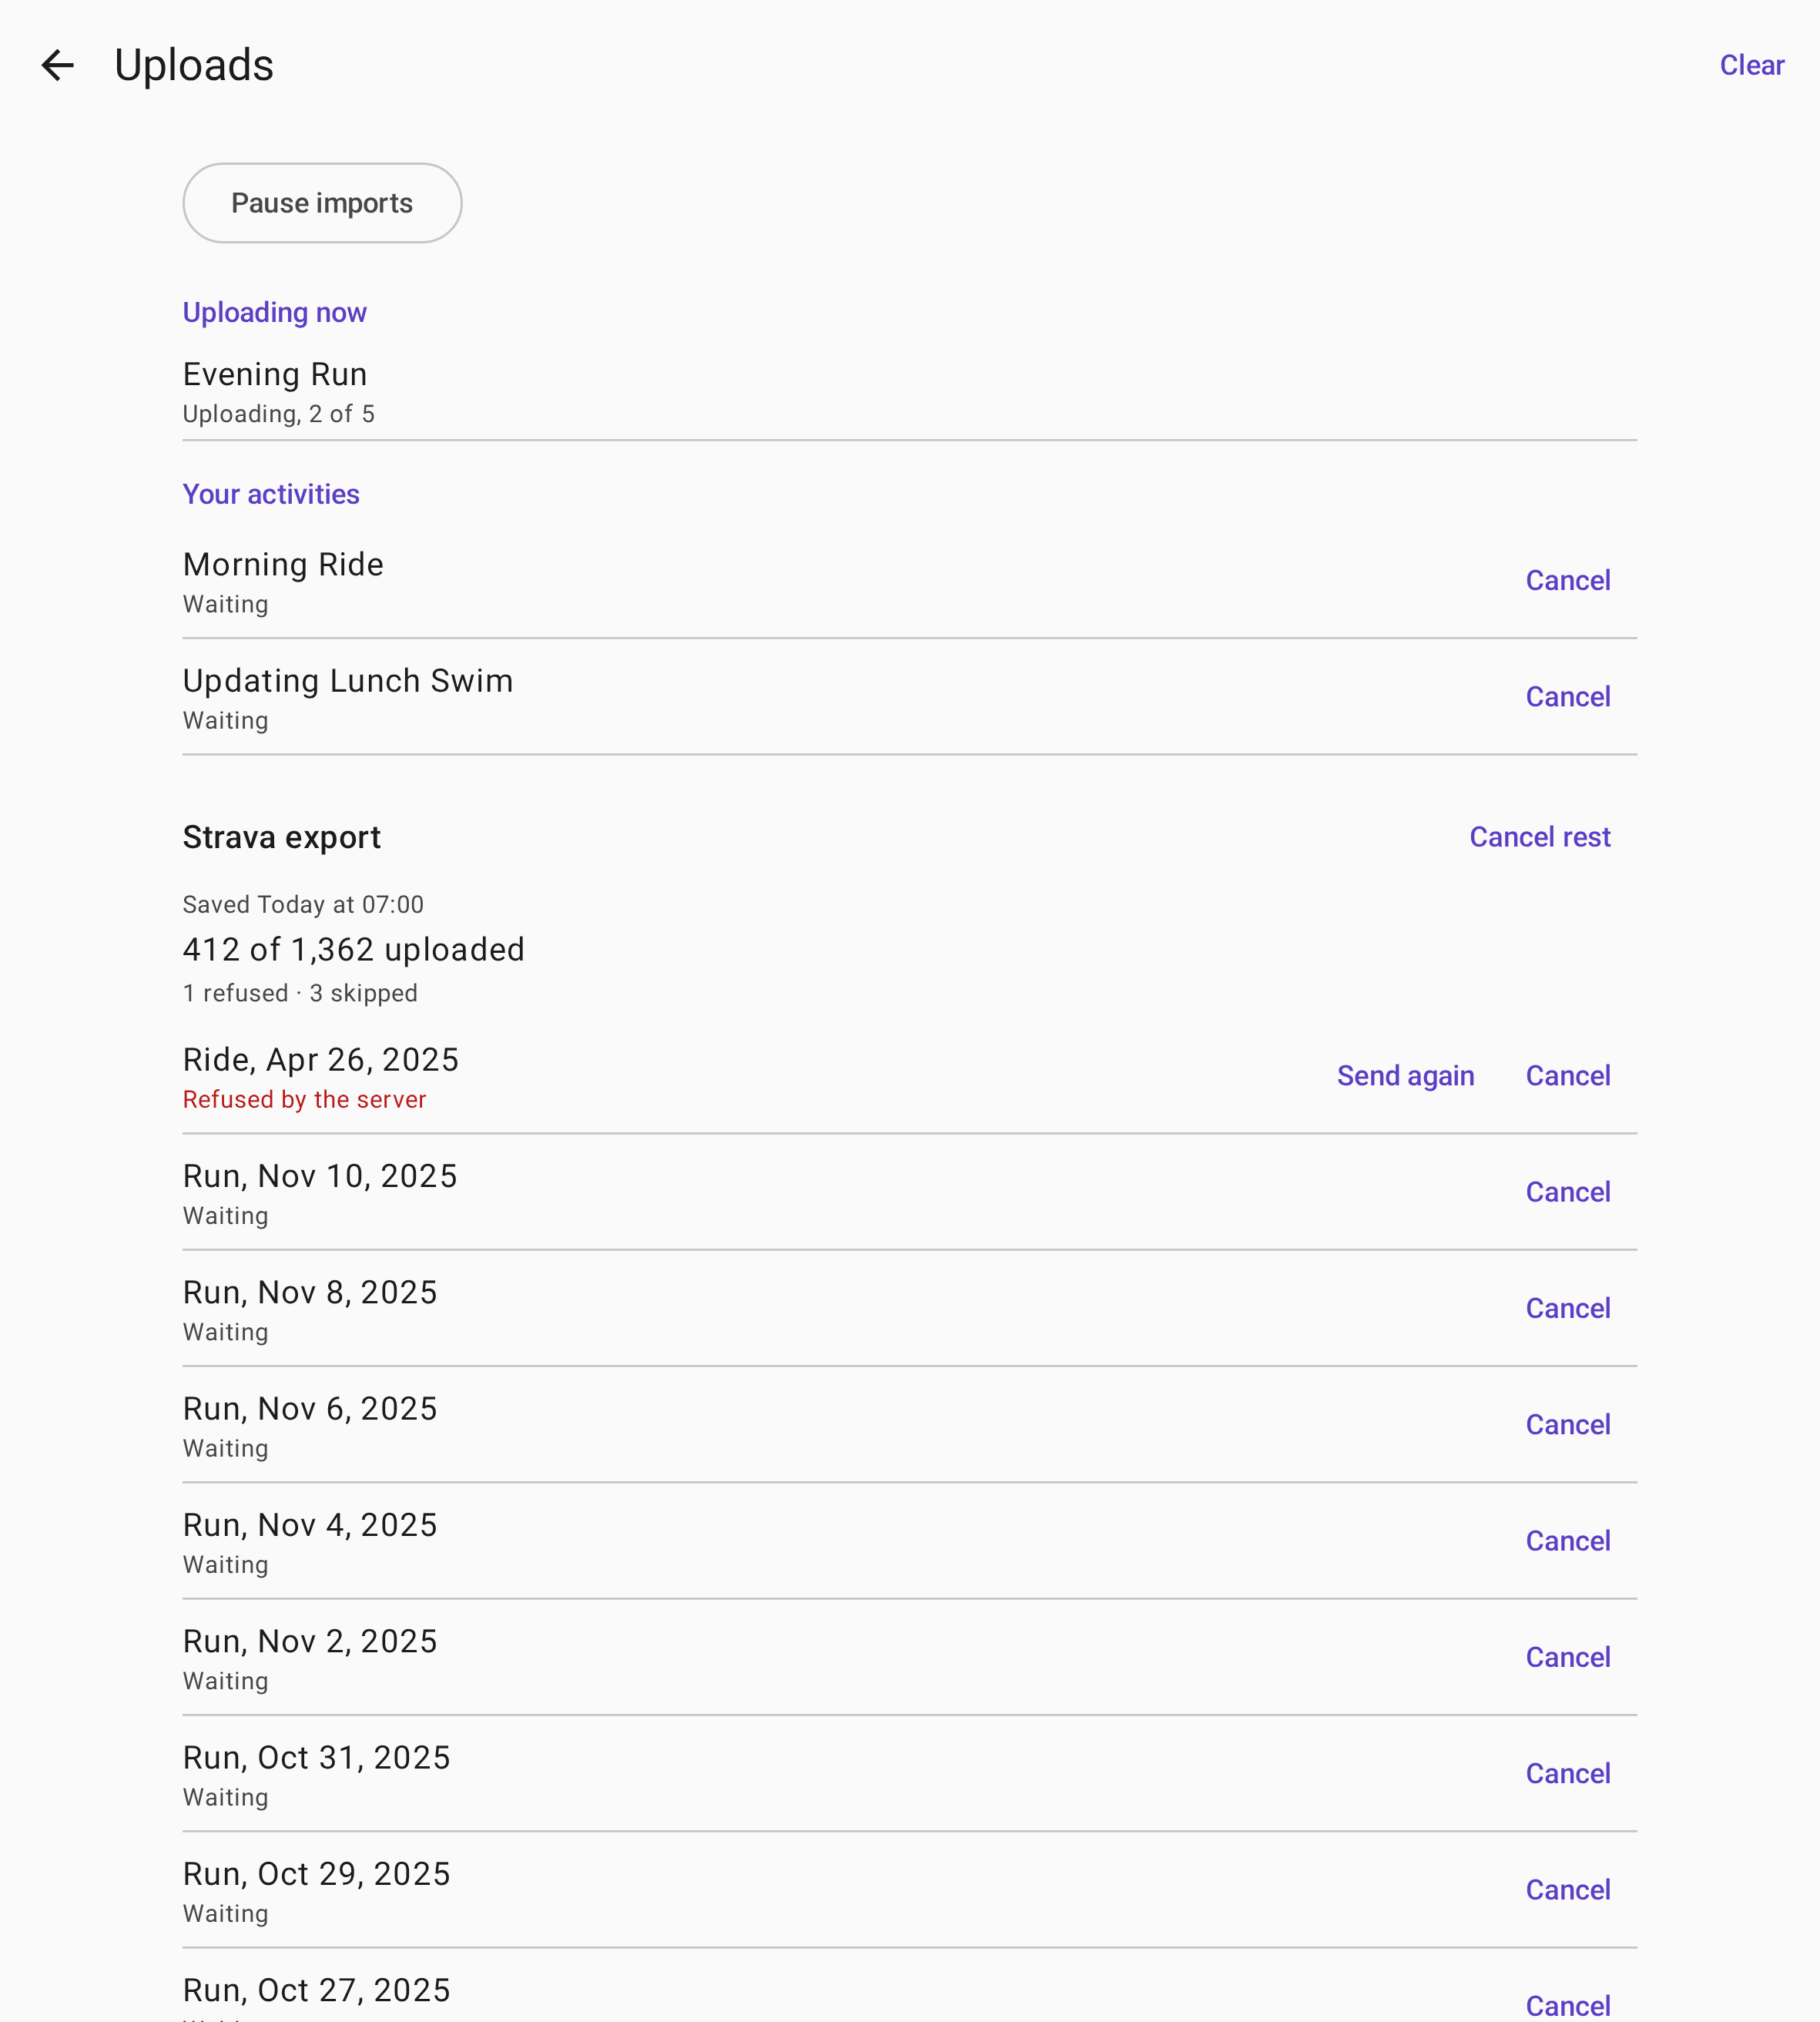 Uploads
Clear
Pause imports
Uploading now
Evening Run
Uploading, 2 of 5
Your activities
Morning Ride
Waiting
Cancel
Updating Lunch Swim
Waiting
Cancel
Strava export
Cancel rest
Saved Today at 07:00
412 of 1,362 uploaded
1 refused · 3 skipped
Ride, Apr 26, 2025
Refused by the server
Send again
Cancel
Run, Nov 10, 2025
Waiting
Cancel
Run, Nov 8, 2025
Waiting
Cancel
Run, Nov 6, 2025
Waiting
Cancel
Run, Nov 4, 2025
Waiting
Cancel
Run, Nov 2, 2025
Waiting
Cancel
Run, Oct 31, 2025
Waiting
Cancel
Run, Oct 29, 2025
Waiting
Cancel
Run, Oct 27, 2025
Cancel